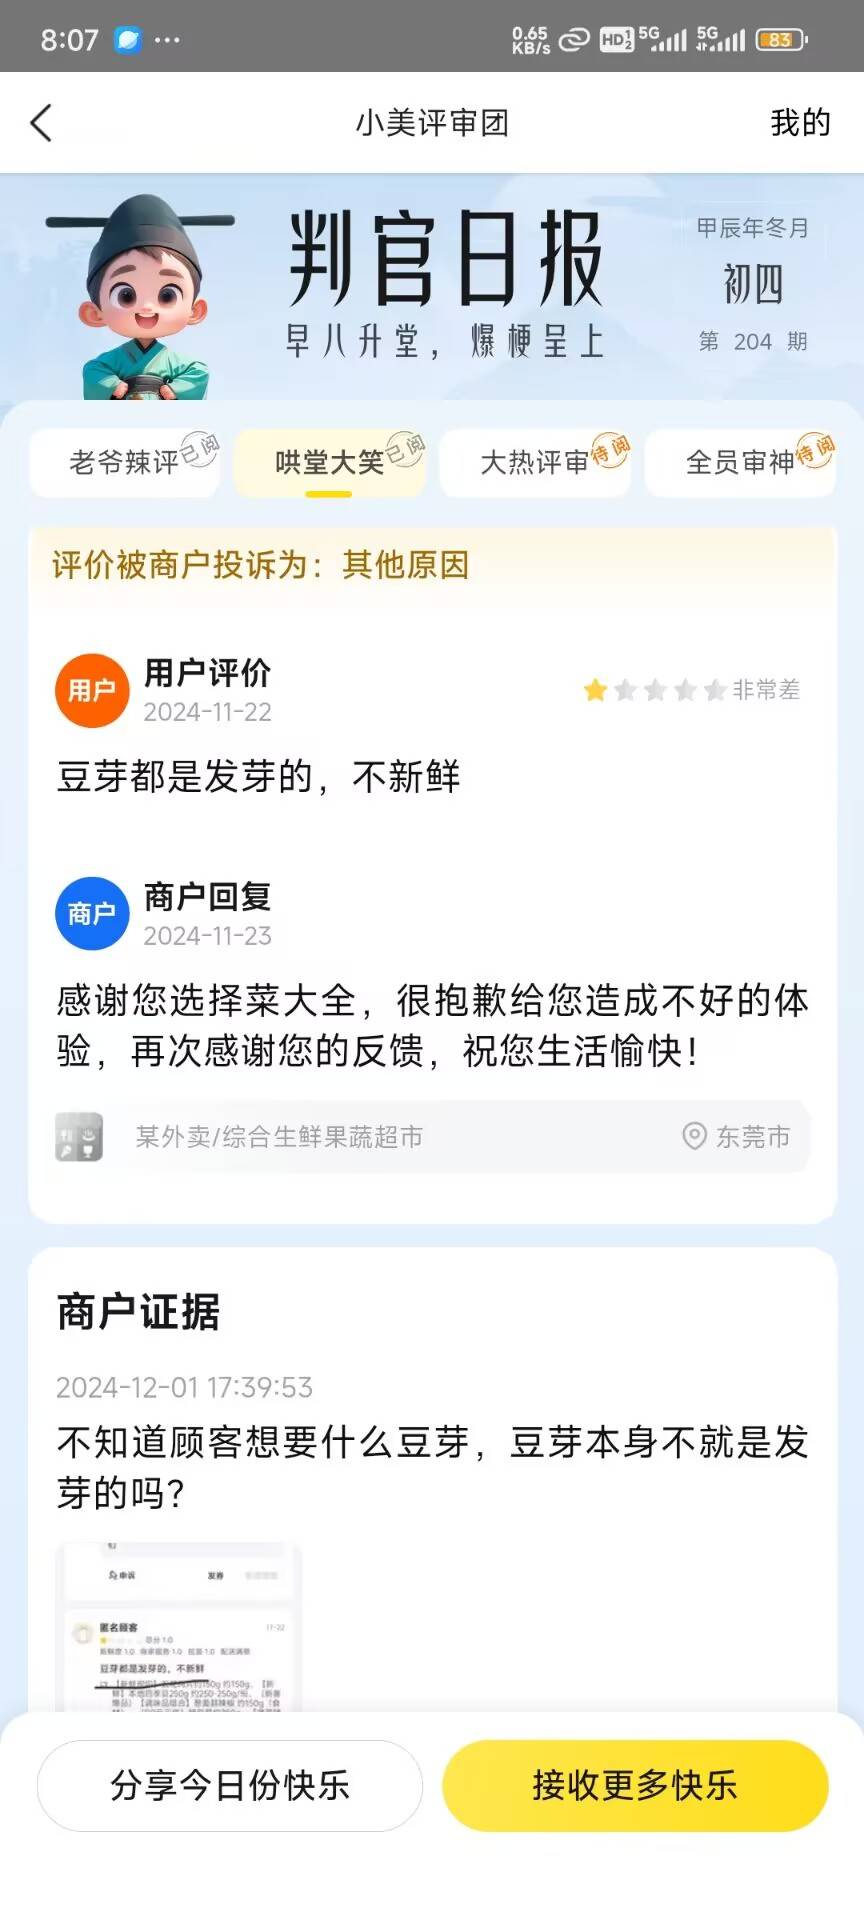 8:07
0.65 KB/s HD 1 2 5G 5G 83
小美评审团 我的
判官日报
早八升堂，爆梗呈上
甲辰年冬月
初四
第 204 期
老爷辣评 已阅 哄堂大笑 已阅 大热评审 待阅 全员审神 待阅
评价被商户投诉为：其他原因
用户 用户评价
2024-11-22
非常差
豆芽都是发芽的，不新鲜
商户 商户回复
2024-11-23
感谢您选择菜大全，很抱歉给您造成不好的体
验，再次感谢您的反馈，祝您生活愉快！
某外卖/综合生鲜果蔬超市 东莞市
商户证据
2024-12-01 17:39:53
不知道顾客想要什么豆芽，豆芽本身不就是发
芽的吗？
申诉 发券
匿名顾客 11-22
豆芽都是发芽的，不新鲜
分享今日份快乐 接收更多快乐